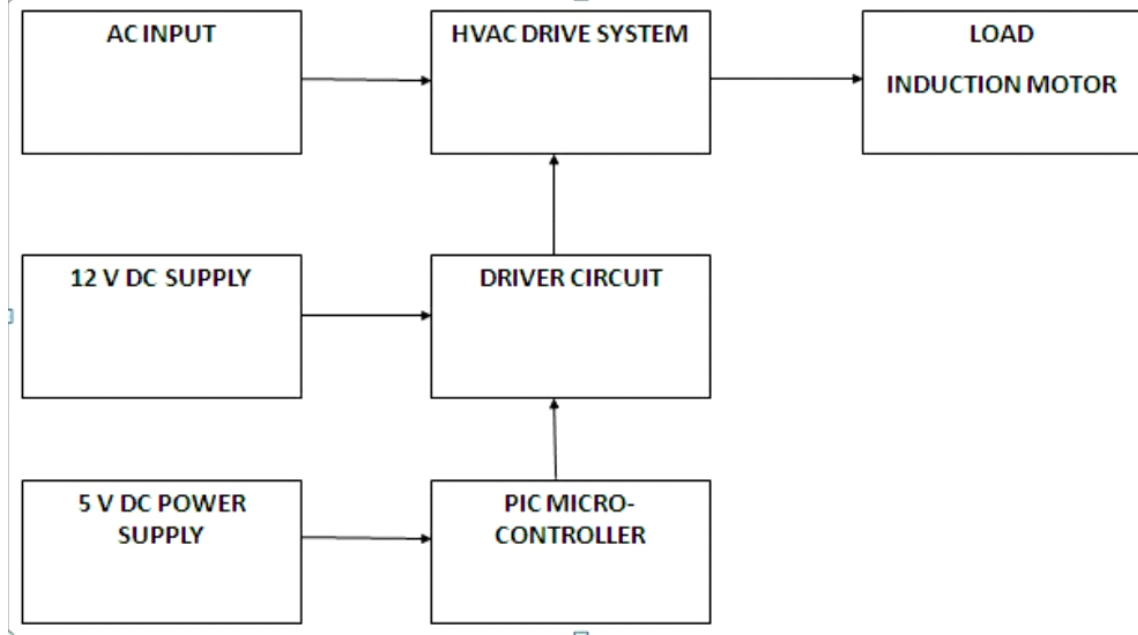 AC INPUT
HVAC DRIVE SYSTEM
LOAD
INDUCTION MOTOR
12 V DC SUPPLY
DRIVER CIRCUIT
5 V DC POWER
SUPPLY
PIC MICRO-
CONTROLLER